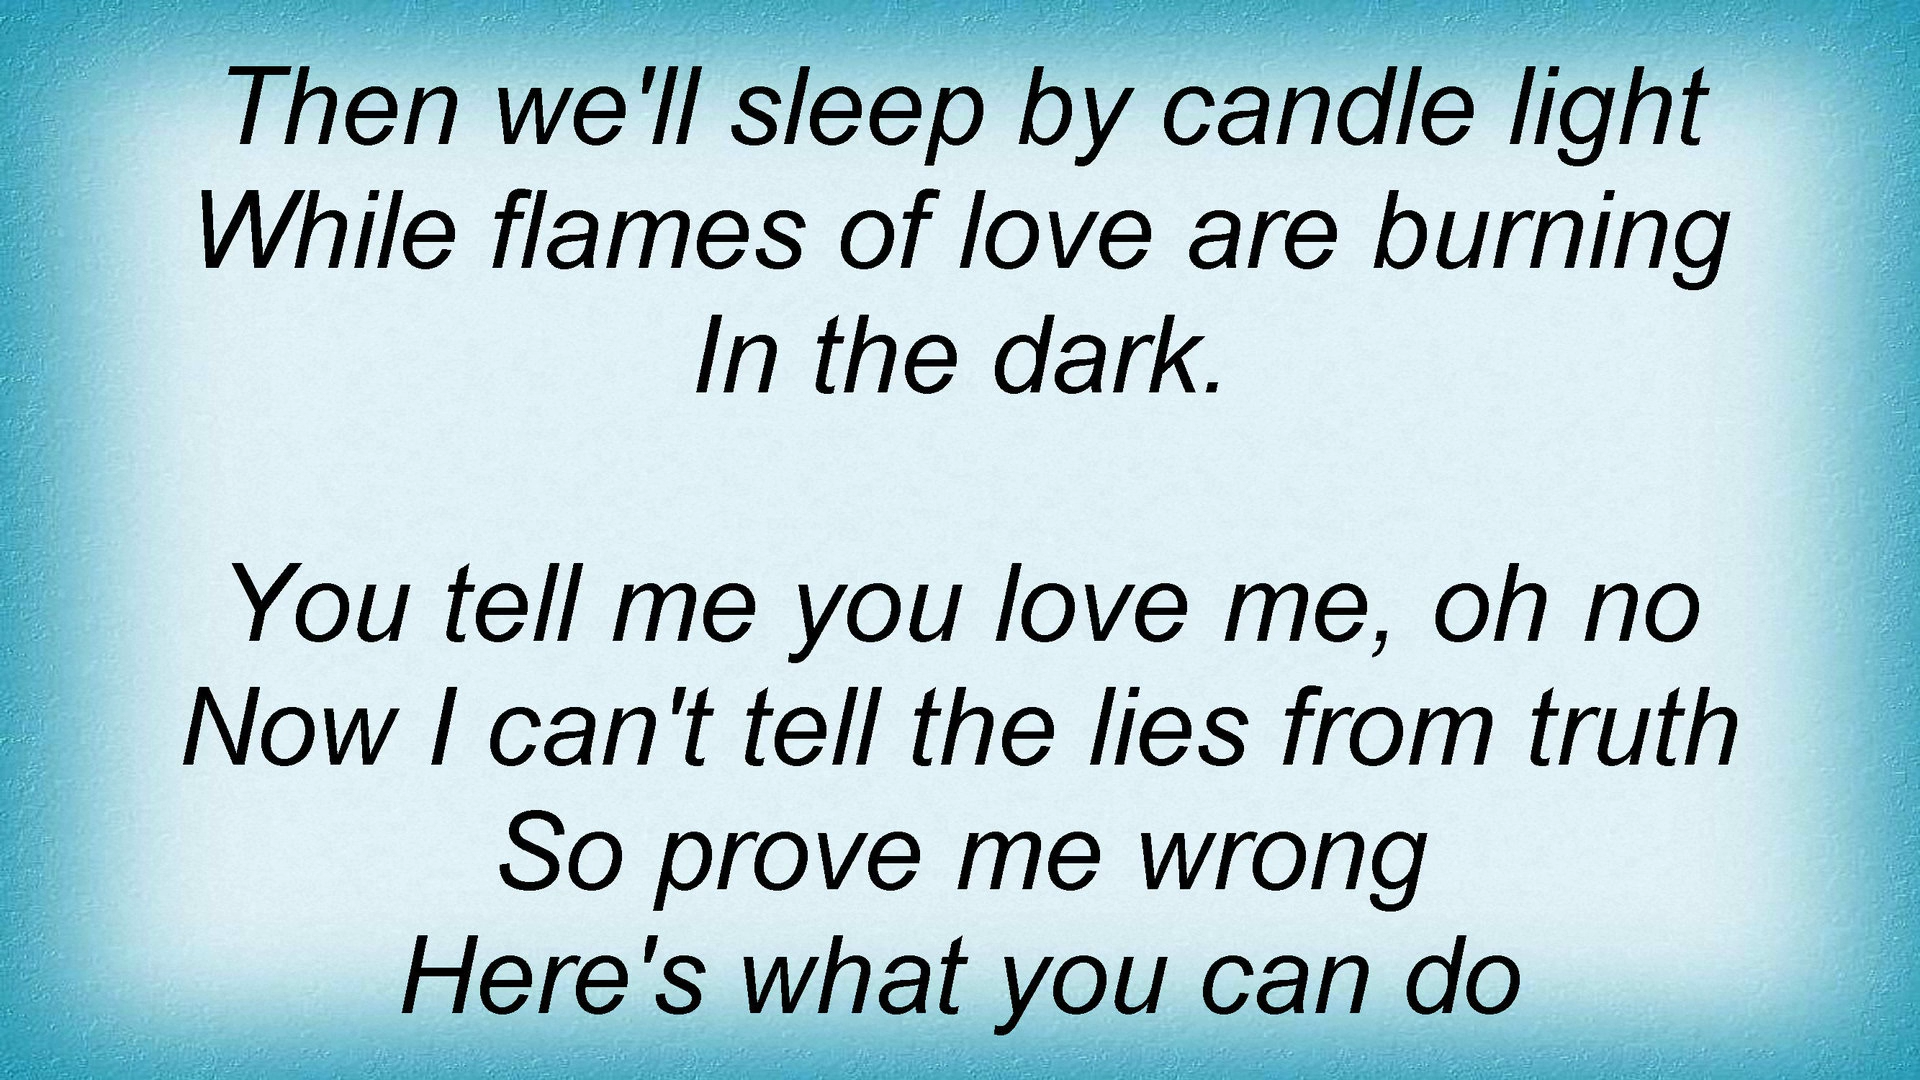 Then we'll sleep by candle light
While flames of love are burning
In the dark.
You tell me you love me, oh no
Now I can't tell the lies from truth
So prove me wrong
Here's what you can do